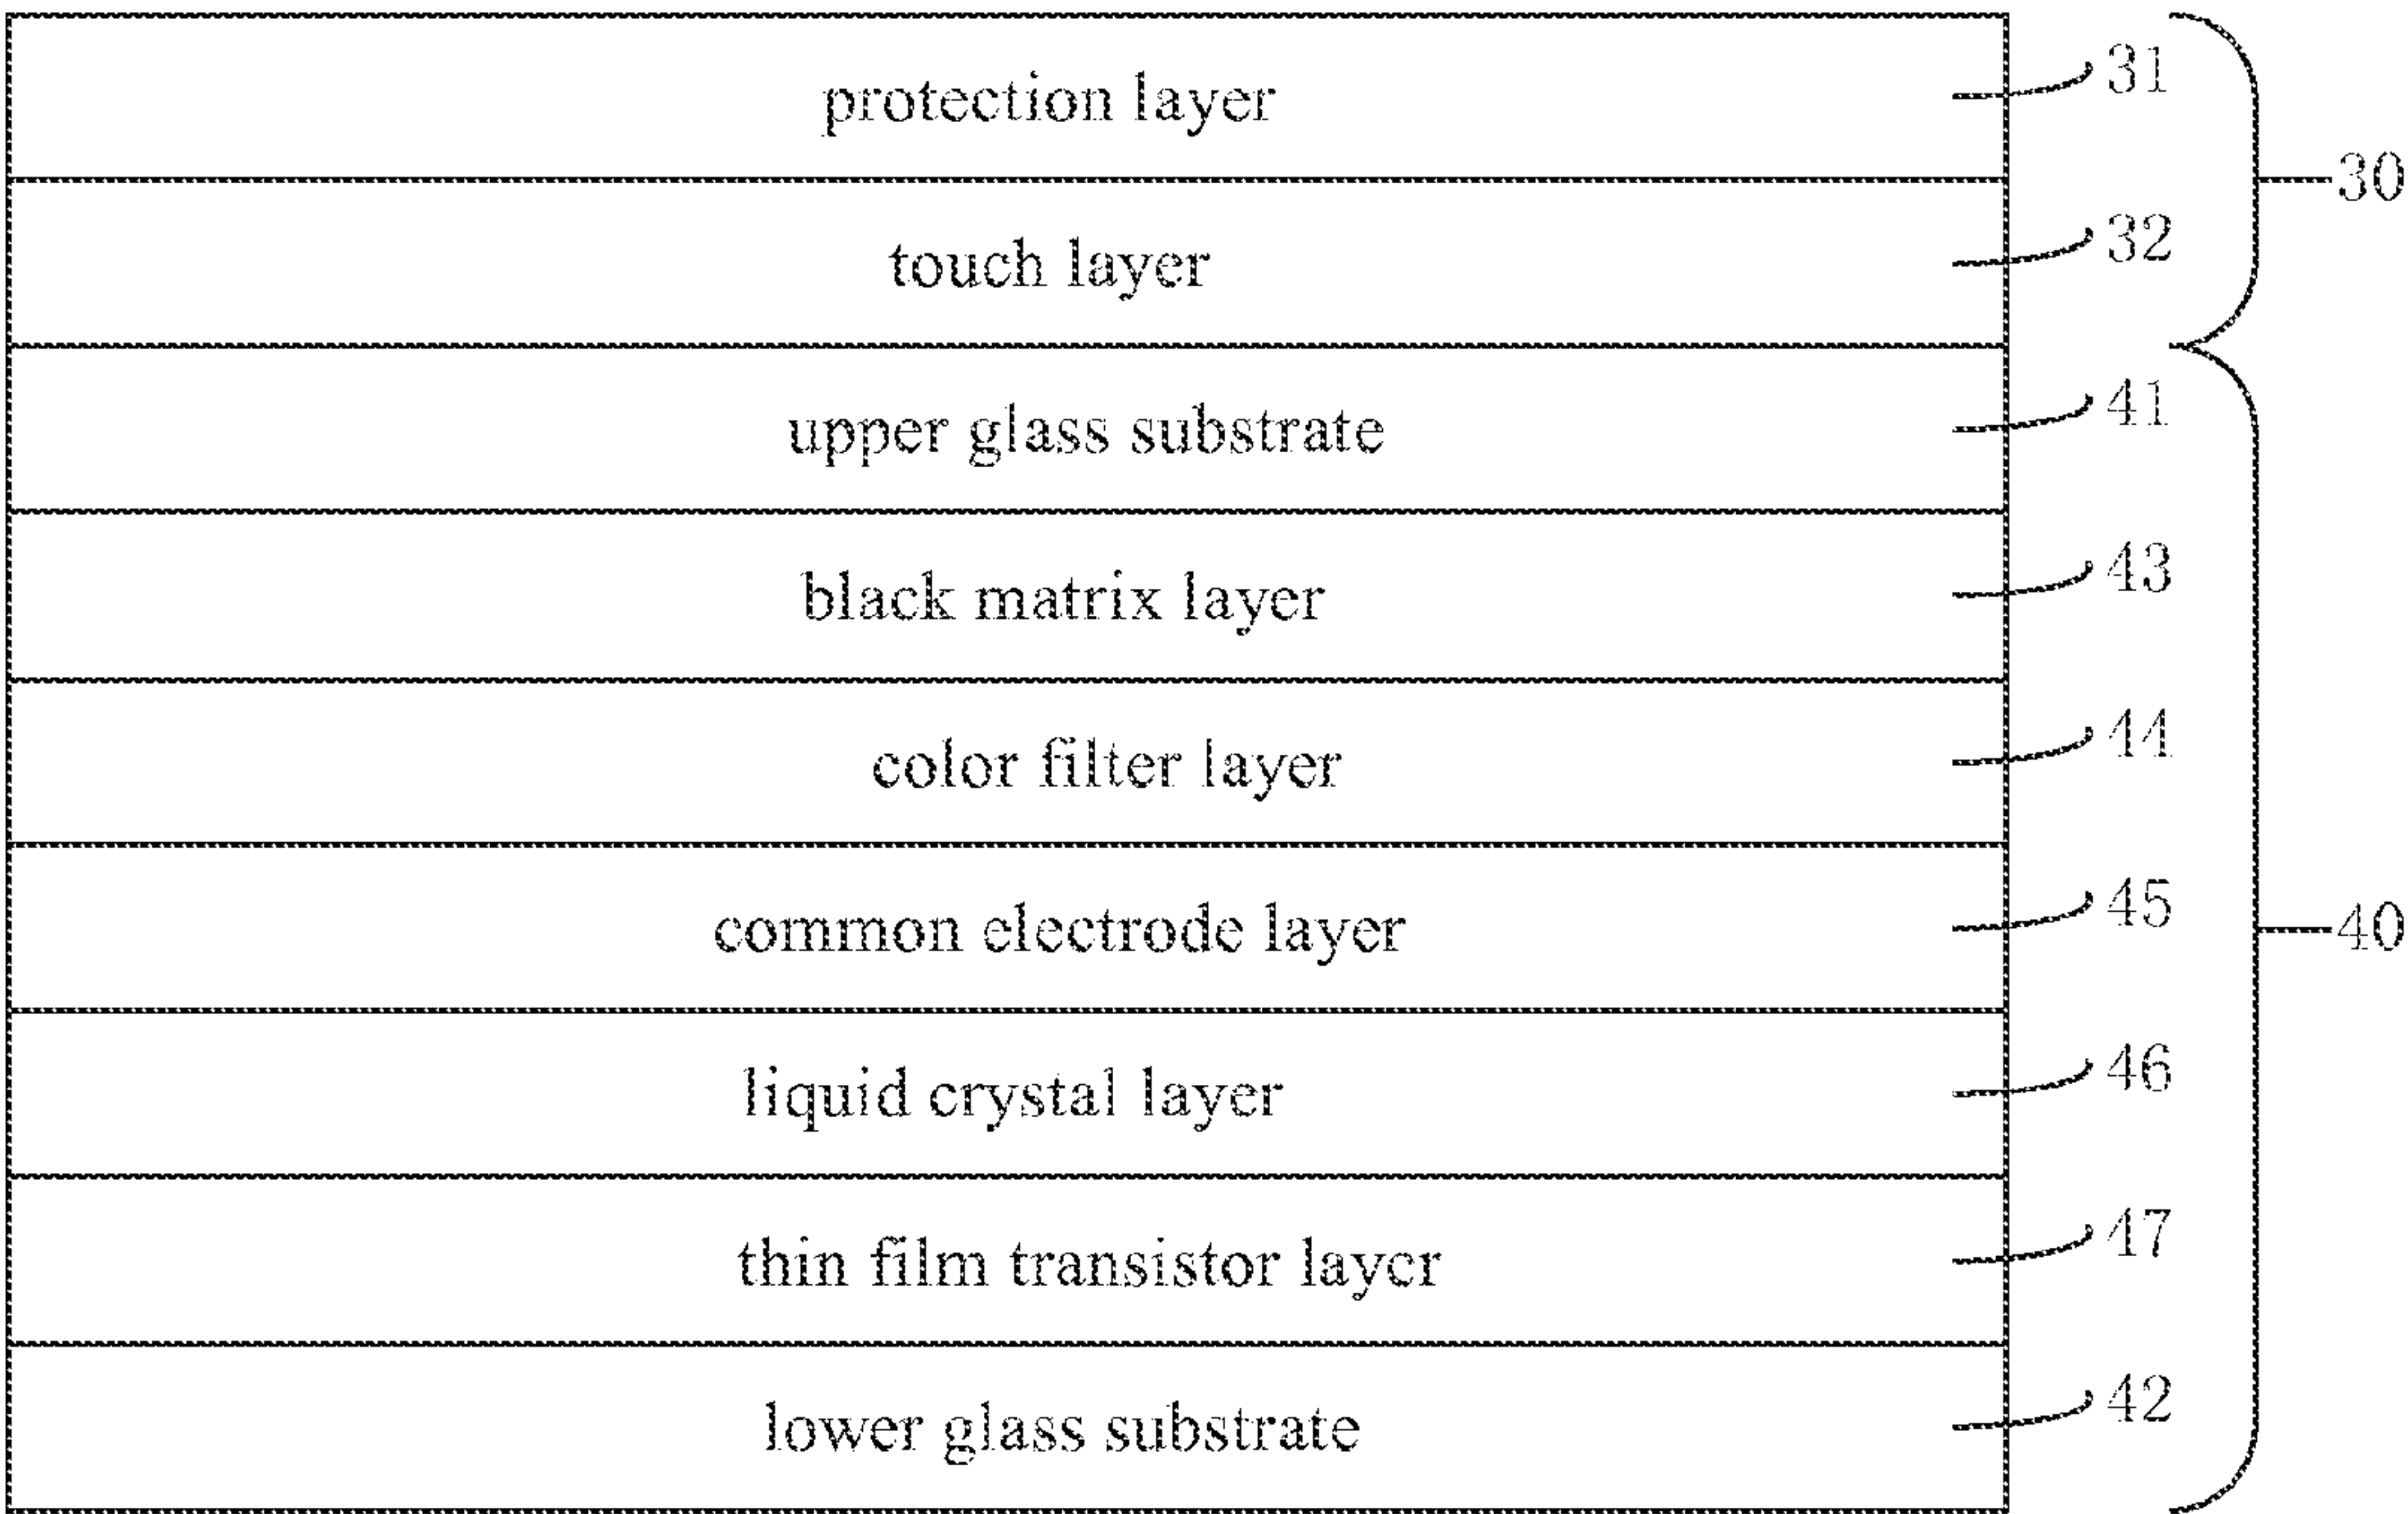 protection layer 31
30
touch layer 32
upper glass substrate 41
black matrix layer 43
color filter layer 44
common electrode layer 45
40
liquid crystal layer 46
thin film transistor layer 47
lower glass substrate 42